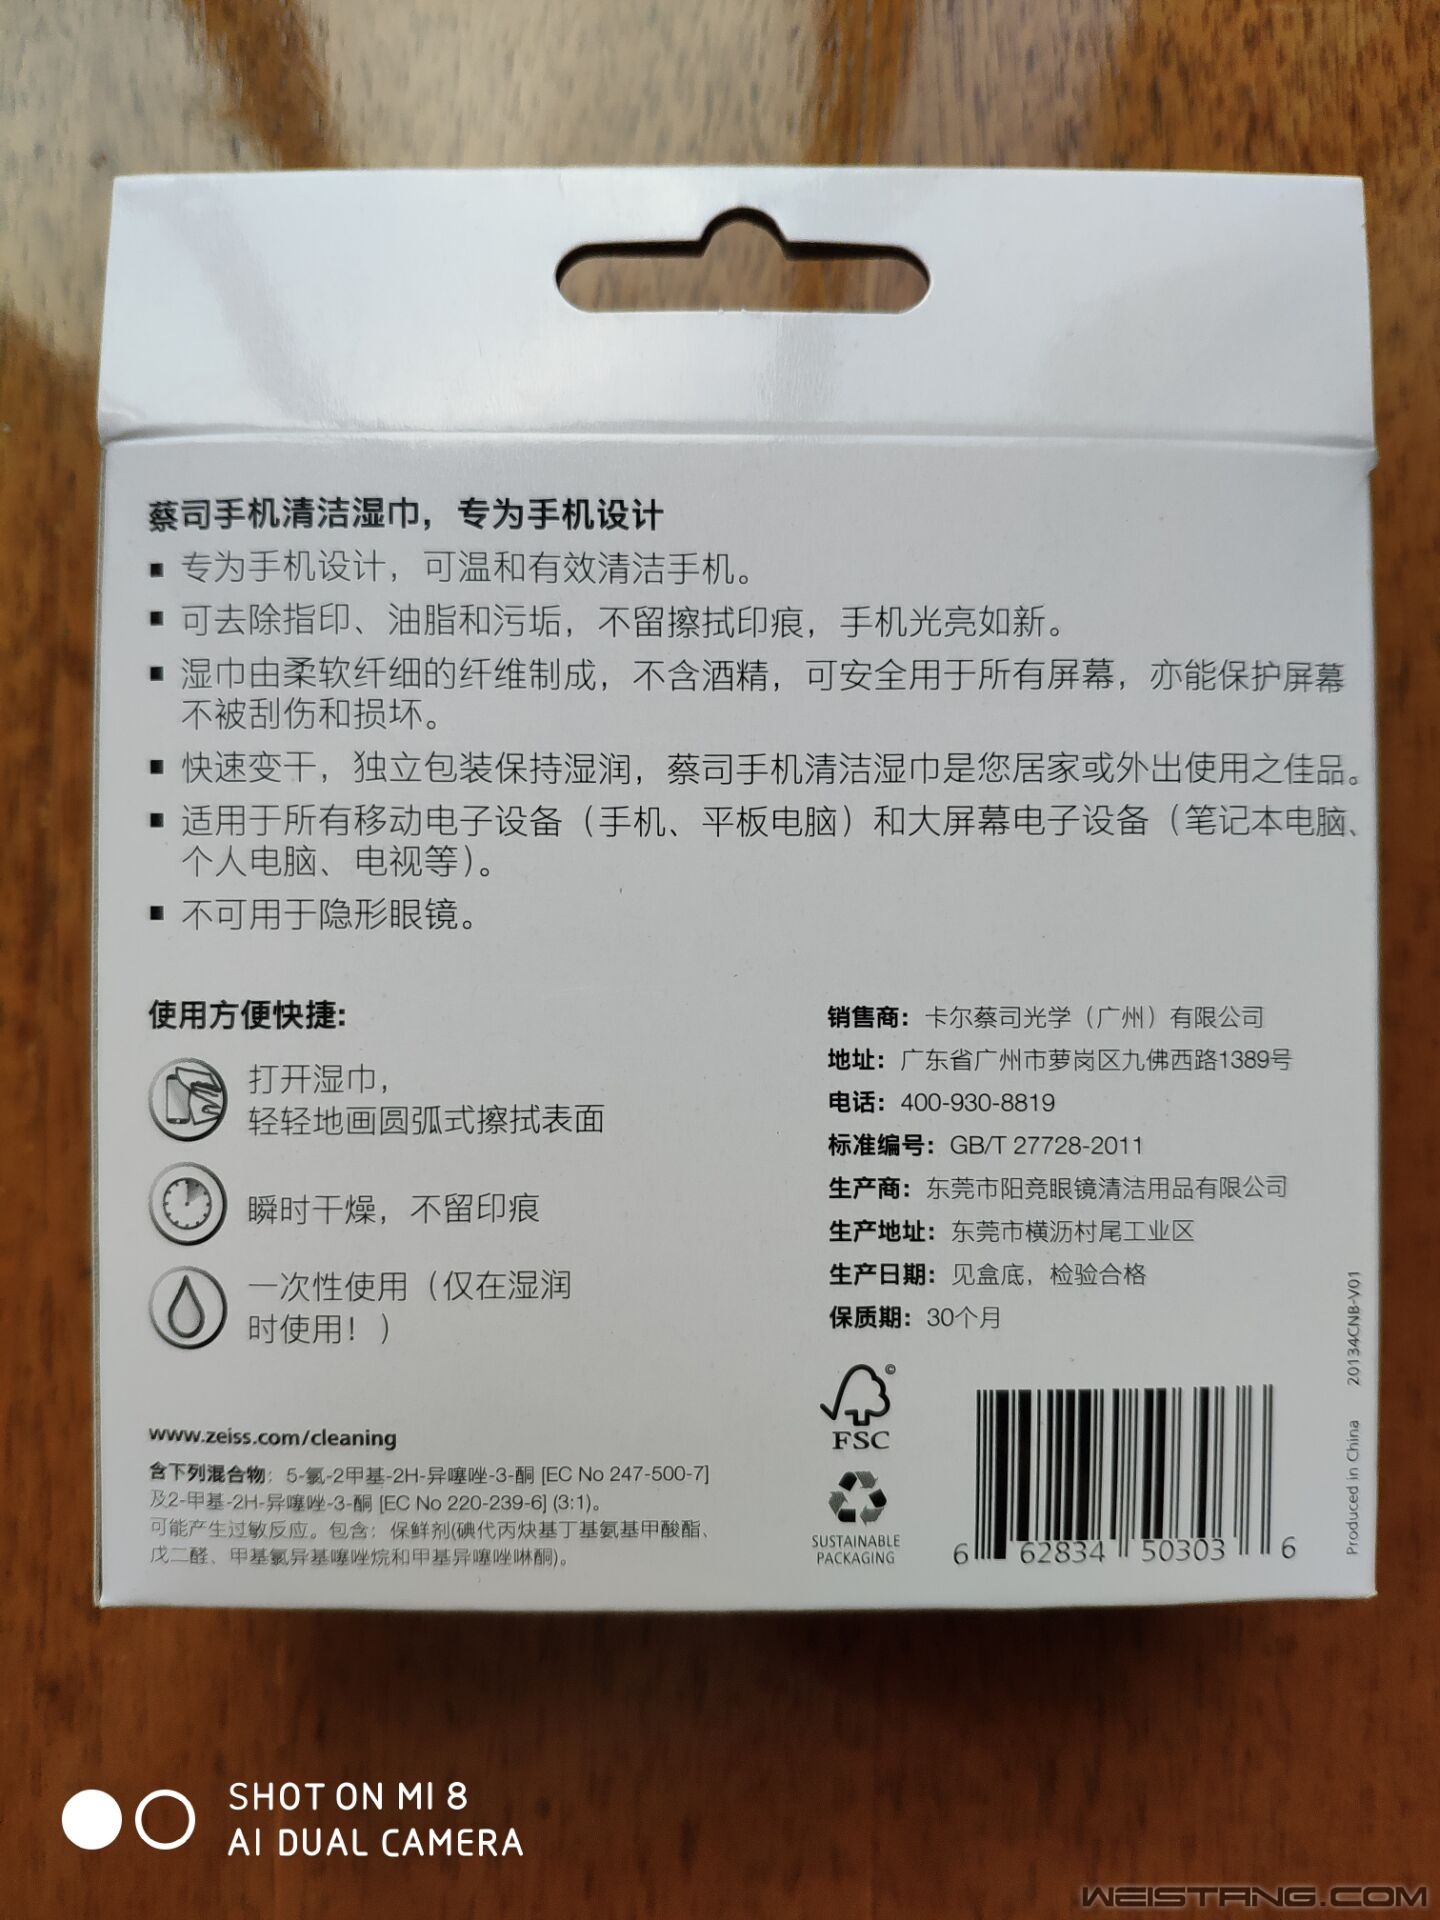 蔡司手机清洁湿巾，专为手机设计
▪ 专为手机设计，可温和有效清洁手机。
▪ 可去除指印、油脂和污垢，不留擦拭印痕，手机光亮如新。
▪ 湿巾由柔软纤细的纤维制成，不含酒精，可安全用于所有屏幕，亦能保护屏幕
不被刮伤和损坏。
▪ 快速变干，独立包装保持湿润，蔡司手机清洁湿巾是您居家或外出使用之佳品。
▪ 适用于所有移动电子设备（手机、平板电脑）和大屏幕电子设备（笔记本电脑、
个人电脑、电视等）。
▪ 不可用于隐形眼镜。
使用方便快捷:
打开湿巾，
轻轻地画圆弧式擦拭表面
瞬时干燥，不留印痕
一次性使用（仅在湿润
时使用！）
www.zeiss.com/cleaning
含下列混合物：5-氯-2甲基-2H-异噻唑-3-酮 [EC No 247-500-7]
及2-甲基-2H-异噻唑-3-酮 [EC No 220-239-6] (3:1)。
可能产生过敏反应。包含：保鲜剂(碘代丙炔基丁基氨基甲酸酯、
戊二醛、甲基氯异基噻唑烷和甲基异噻唑啉酮)。
销售商：卡尔蔡司光学（广州）有限公司
地址：广东省广州市萝岗区九佛西路1389号
电话：400-930-8819
标准编号：GB/T 27728-2011
生产商：东莞市阳竞眼镜清洁用品有限公司
生产地址：东莞市横沥村尾工业区
生产日期：见盒底，检验合格
保质期：30个月
©
FSC
SUSTAINABLE
PACKAGING
6 62834 50303 6
Produced in China 20134CNB-V01
SHOT ON MI 8
AI DUAL CAMERA
WEISTANG.COM